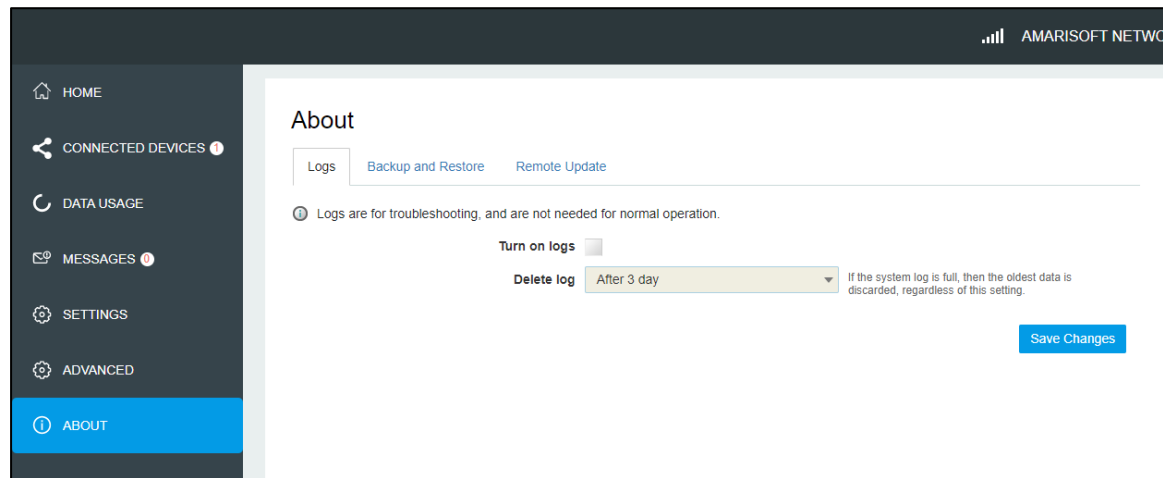 AMARISOFT NETWO
HOME
CONNECTED DEVICES 1
DATA USAGE
MESSAGES 0
SETTINGS
ADVANCED
ABOUT
About
Logs Backup and Restore Remote Update
Logs are for troubleshooting, and are not needed for normal operation.
Turn on logs
Delete log After 3 day
If the system log is full, then the oldest data is
discarded, regardless of this setting.
Save Changes